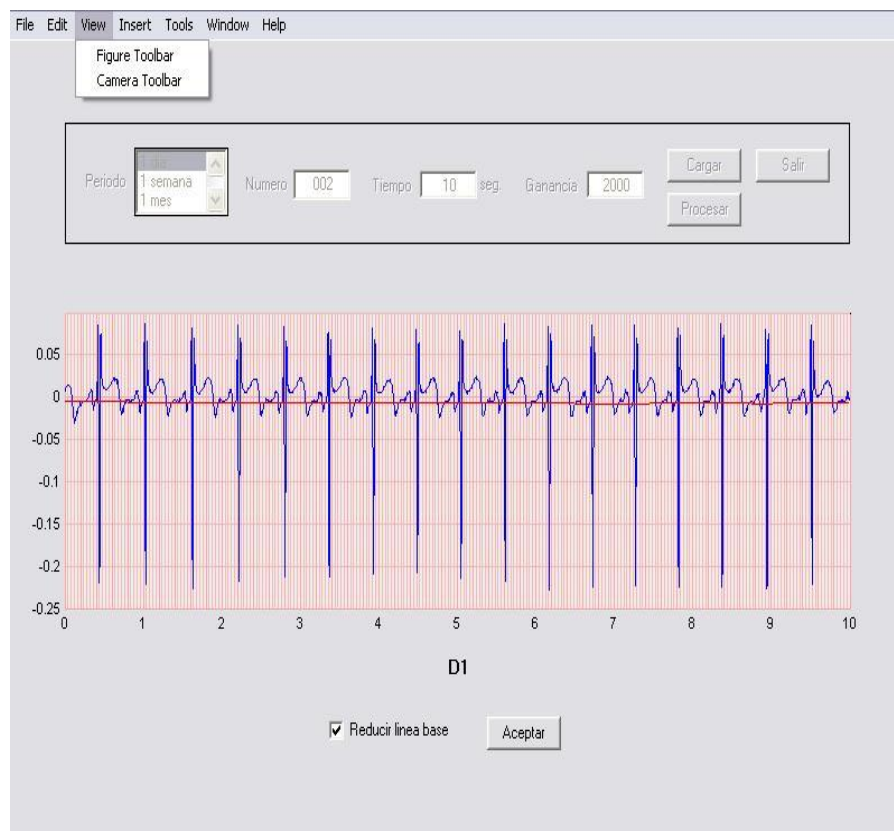 File Edit View Insert Tools Window Help
Figure Toolbar
Camera Toolbar
Periodo
1 dia
1 semana
1 mes
Numero 002
Tiempo 10 seg.
Ganancia 2000
Cargar
Salir
Procesar
0.05
0
-0.05
-0.1
-0.15
-0.2
-0.25
0 1 2 3 4 5 6 7 8 9 10
D1
Reducir linea base
Aceptar